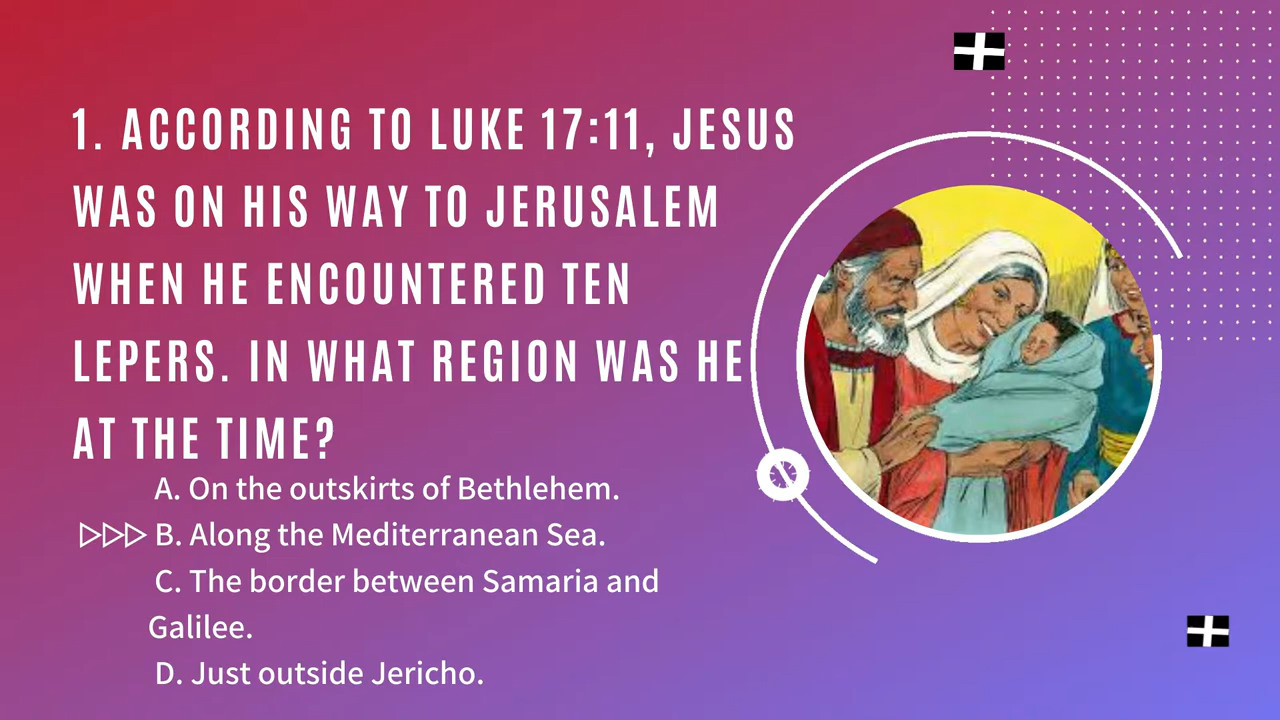 1. ACCORDING TO LUKE 17:11, JESUS
WAS ON HIS WAY TO JERUSALEM
WHEN HE ENCOUNTERED TEN
LEPERS. IN WHAT REGION WAS HE
AT THE TIME?
A. On the outskirts of Bethlehem.
B. Along the Mediterranean Sea.
C. The border between Samaria and
Galilee.
D. Just outside Jericho.